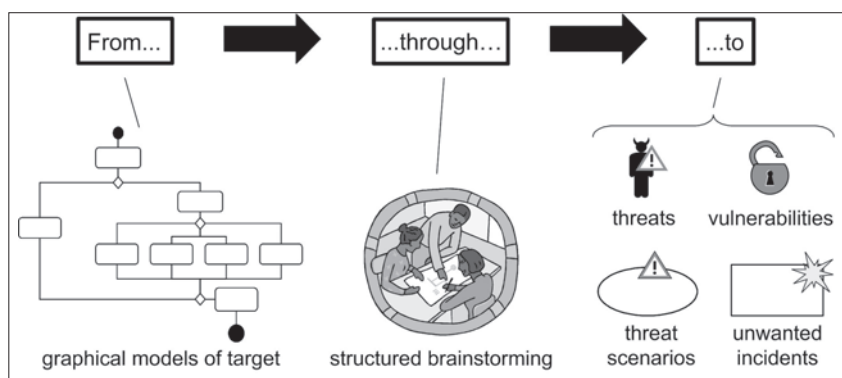 From...
...through...
...to
threats
vulnerabilities
threat
scenarios
unwanted
incidents
graphical models of target
structured brainstorming